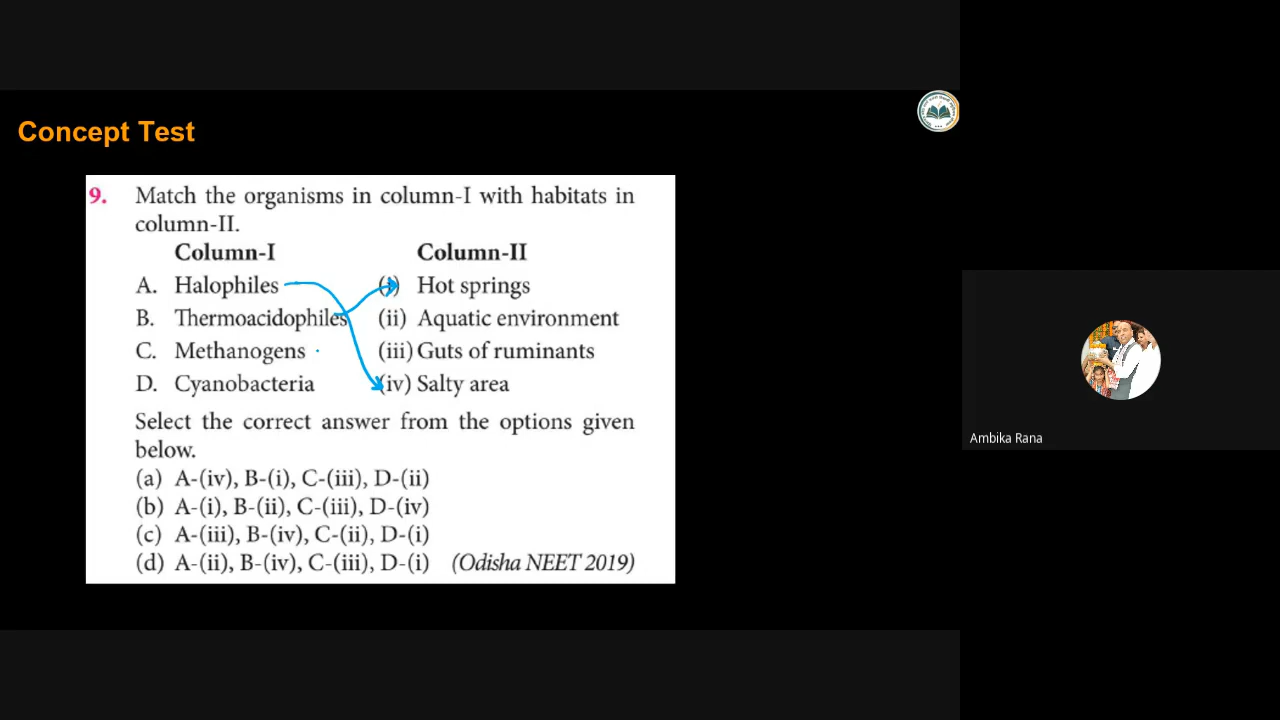 Concept Test
9. Match the organisms in column-I with habitats in
column-II.
Column-I Column-II
A. Halophiles (i) Hot springs
B. Thermoacidophiles (ii) Aquatic environment
C. Methanogens (iii) Guts of ruminants
D. Cyanobacteria (iv) Salty area
Select the correct answer from the options given
below.
(a) A-(iv), B-(i), C-(iii), D-(ii)
(b) A-(i), B-(ii), C-(iii), D-(iv)
(c) A-(iii), B-(iv), C-(ii), D-(i)
(d) A-(ii), B-(iv), C-(iii), D-(i) (Odisha NEET 2019)
Ambika Rana